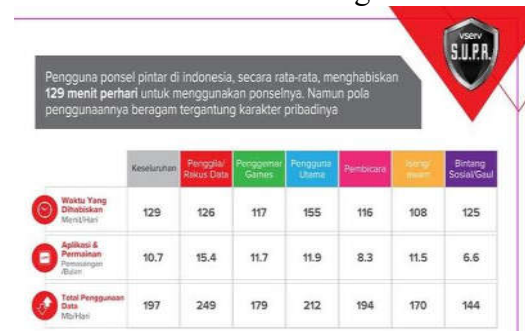 vserv
S.U.P.R.
Pengguna ponsel pintar di indonesia, secara rata-rata, menghabiskan
129 menit perhari untuk menggunakan ponselnya. Namun pola
penggunaannya beragam tergantung karakter pribadinya
Keseluruhan Penggila/ Rakus Data Penggemar Games Pengguna Utama Pembicara Bintang Sosial/Gaul
Waktu Yang Dihabiskan Menit/Hari 129 126 117 155 116 108 125
Aplikasi & Permainan Pemasangan /Bulan 10.7 15.4 11.7 11.9 8.3 11.5 6.6
Total Penggunaan Data Mb/Hari 197 249 179 212 194 170 144